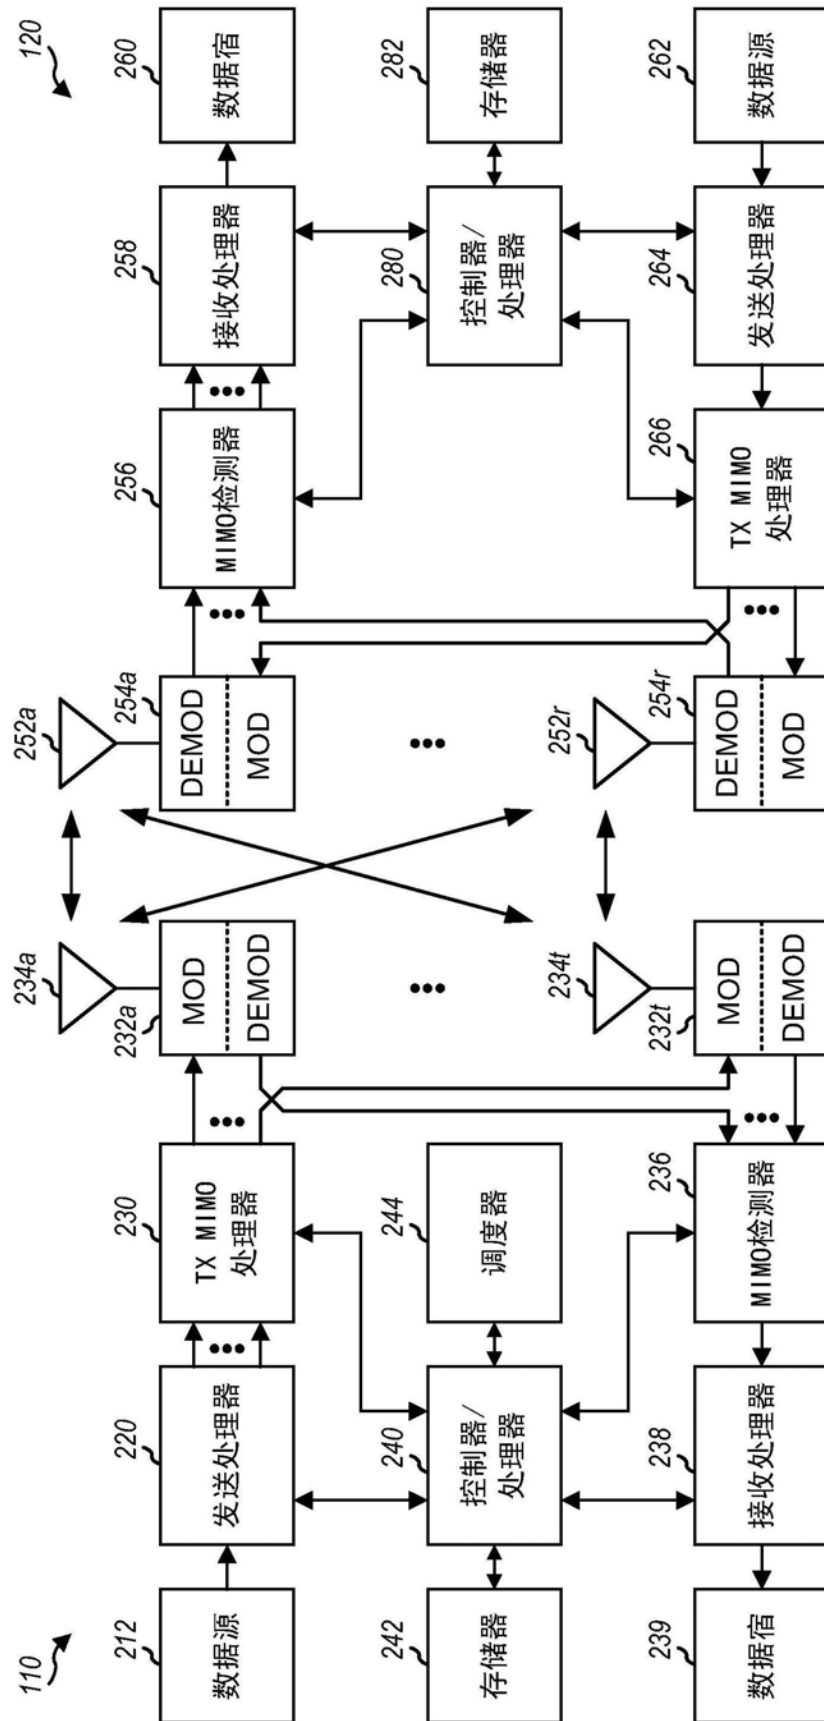 110
234a
252a
120
212
220
230
232a
254a
256
258
260
数据源
发送处理器
TX MIMO
处理器
MOD
DEMOD
DEMOD
MOD
MIMO检测器
接收处理器
数据宿
242
240
244
280
282
存储器
控制器/
处理器
调度器
控制器/
处理器
存储器
234t
252r
239
238
236
232t
254r
266
264
262
数据宿
接收处理器
MIMO检测器
MOD
DEMOD
DEMOD
MOD
TX MIMO
处理器
发送处理器
数据源